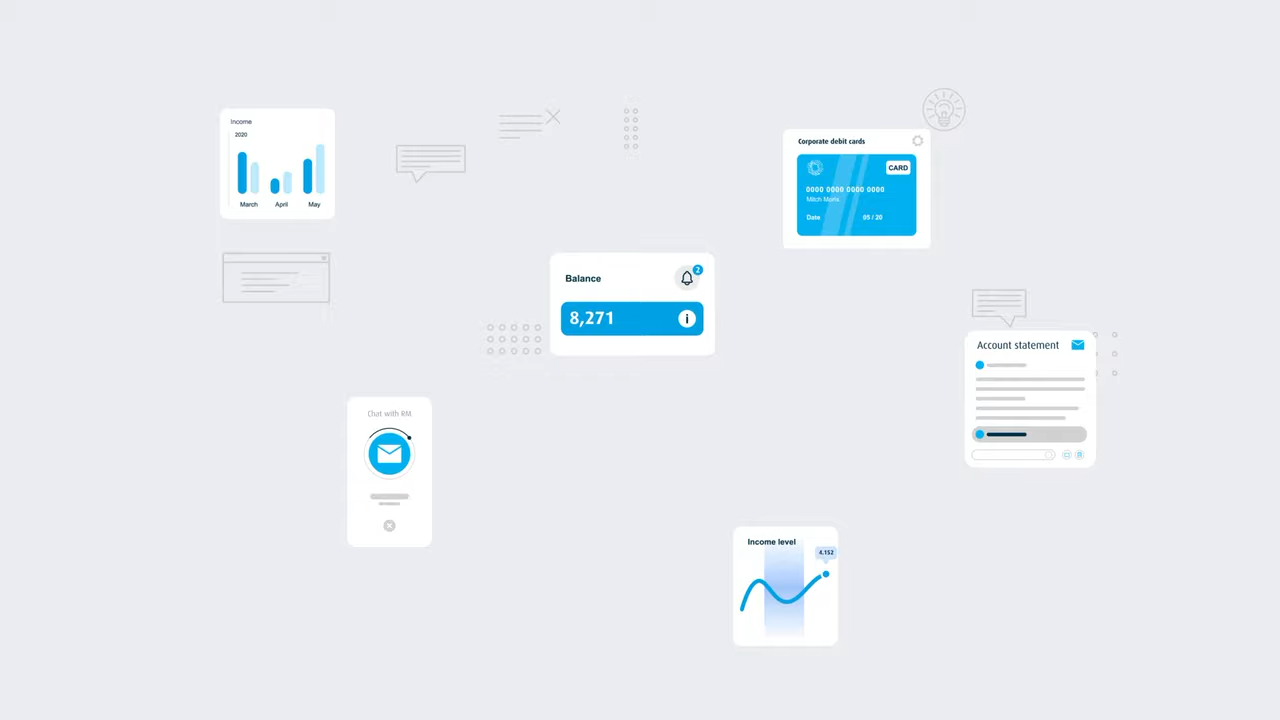 Income
2020
March April May
Corporate debit cards
CARD
0000 0000 0000 0000
Mitch Maris
Date 05 / 20
Balance
2
8,271
i
Account statement
Chat with RM
Income level
4.152